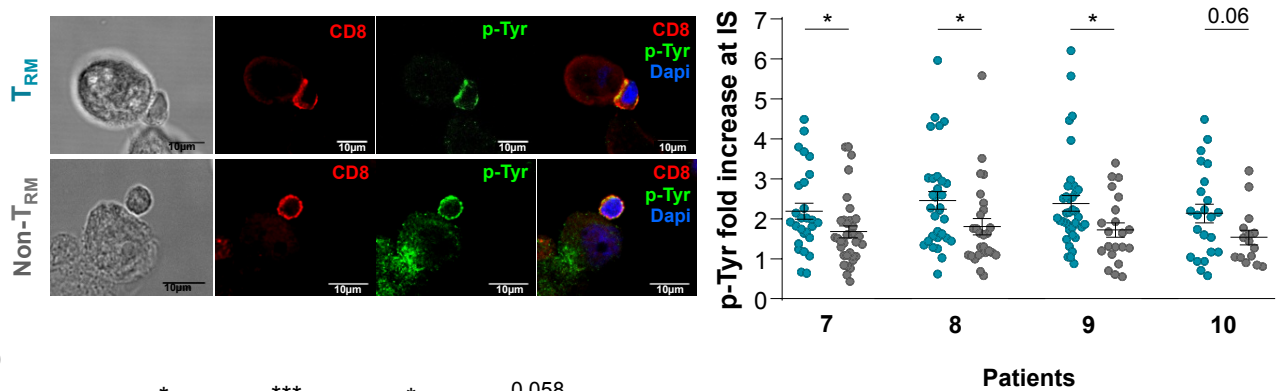 T_RM
CD8
p-Tyr
CD8
p-Tyr
Dapi
10μm
10μm
10μm
10μm
Non-T_RM
CD8
p-Tyr
CD8
p-Tyr
Dapi
10μm
10μm
10μm
10μm
p-Tyr fold increase at IS
7
6
5
4
3
2
1
0
* * * 0.06
7 8 9 10
Patients
* *** * 0.058